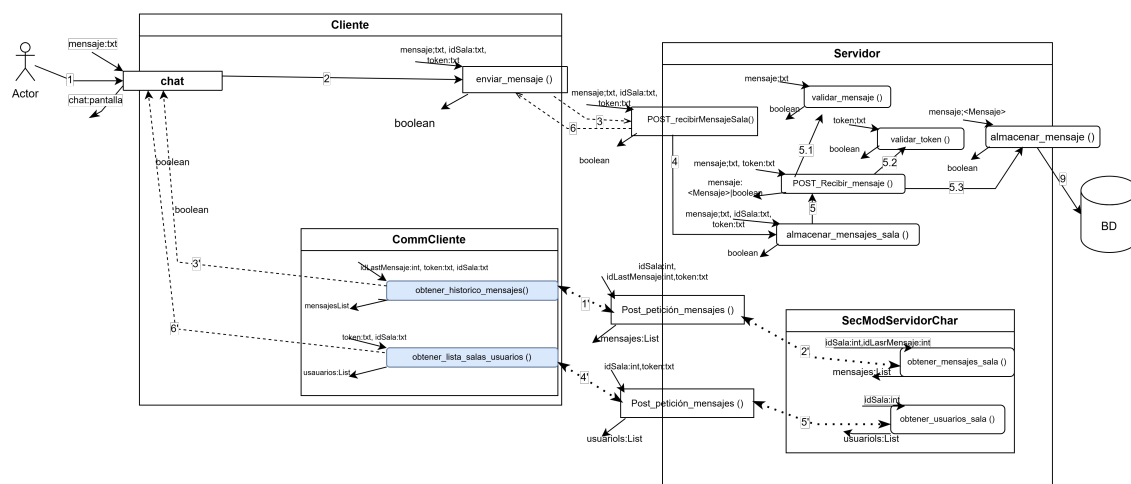 Cliente
Servidor
mensaje:txt
Actor
1
chat
chat:pantalla
2
mensaje;txt, idSala:txt,
token:txt
enviar_mensaje ()
boolean
3
6
mensaje;txt, idSala:txt,
token:txt
POST_recibirMensajeSala()
boolean
4
mensaje;txt
validar_mensaje ()
boolean
token;txt
validar_token ()
boolean
mensaje;<Mensaje>
almacenar_mensaje ()
boolean
9
BD
5.1
5.2
5.3
mensaje;txt, token:txt
POST_Recibir_mensaje ()
mensaje:
<Mensaje>|boolean
5
mensaje;txt, idSala:txt,
token:txt
almacenar_mensajes_sala ()
boolean
boolean
boolean
3'
6'
CommCliente
idLastMensaje:int, token:txt, idSala:txt
obtener_historico_mensajes()
mensajesList
token:txt, idSala:txt
obtener_lista_salas_usuarios ()
usauarios:List
1'
idSala:int,
idLastMensaje:int,token:txt
Post_petición_mensajes ()
mensajes:List
4'
idSala:int,token:txt
Post_petición_mensajes ()
usuariols:List
2'
5'
SecModServidorChar
idSala:int,idLasrMensaje:int
obtener_mensajes_sala ()
mensajes:List
idSala:int
obtener_usuarios_sala ()
usuariols:List